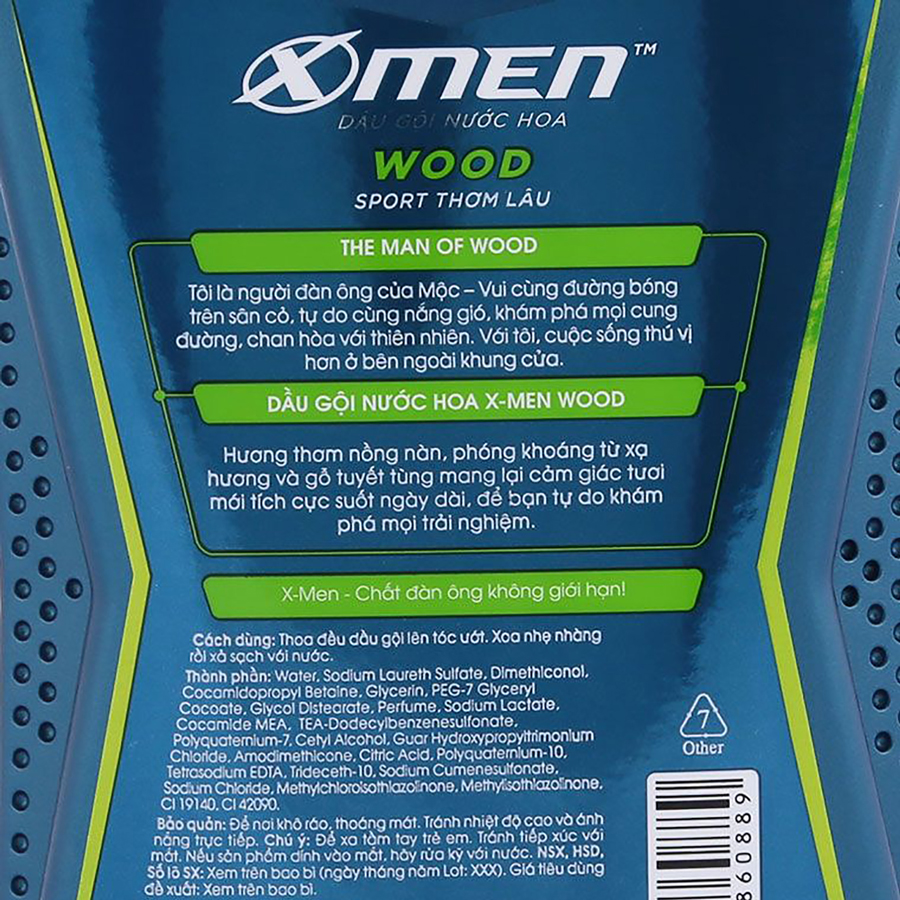 XMEN™
DẦU GỘI NƯỚC HOA
WOOD
SPORT THƠM LÂU
THE MAN OF WOOD
Tôi là người đàn ông của Mộc – Vui cùng đường bóng
trên sân cỏ, tự do cùng nắng gió, khám phá mọi cung
đường, chan hòa với thiên nhiên. Với tôi, cuộc sống thú vị
hơn ở bên ngoài khung cửa.
DẦU GỘI NƯỚC HOA X-MEN WOOD
Hương thơm nồng nàn, phóng khoáng từ xạ
hương và gỗ tuyết tùng mang lại cảm giác tươi
mới tích cực suốt ngày dài, để bạn tự do khám
phá mọi trải nghiệm.
X-Men - Chất đàn ông không giới hạn!
Cách dùng: Thoa đều dầu gội lên tóc ướt. Xoa nhẹ nhàng
rồi xả sạch với nước.
Thành phần: Water, Sodium Laureth Sulfate, Dimethiconol,
Cocamidopropyl Betaine, Glycerin, PEG-7 Glyceryl
Cocoate, Glycol Distearate, Perfume, Sodium Lactate,
Cocamide MEA, TEA-Dodecylbenzenesulfonate,
Polyquaternium-7, Cetyl Alcohol, Guar Hydroxypropyltrimonium
Chloride, Amodimethicone, Citric Acid, Polyquaternium-10,
Tetrasodium EDTA, Trideceth-10, Sodium Cumenesulfonate,
Sodium Chloride, Methylchloroisothiazolinone, Methylisothiazolinone,
CI 19140, CI 42090.
Bảo quản: Để nơi khô ráo, thoáng mát. Tránh nhiệt độ cao và ánh
nắng trực tiếp. Chú ý: Để xa tầm tay trẻ em. Tránh tiếp xúc với
mắt. Nếu sản phẩm dính vào mắt, hãy rửa kỹ với nước. NSX, HSD,
Số lô SX: Xem trên bao bì (ngày tháng năm Lot: XXX). Giá tiêu dùng
đề xuất: Xem trên bao bì.
7
Other
860889